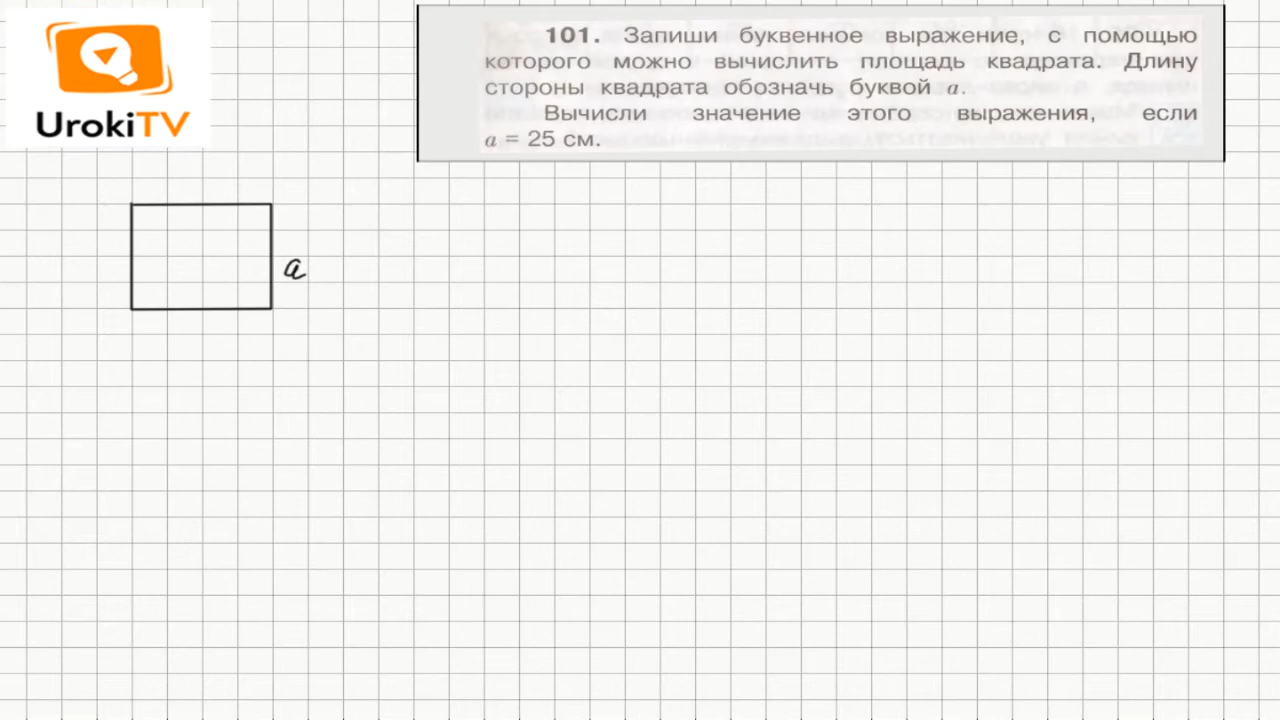 UrokiTV
101. Запиши буквенное выражение, с помощью
которого можно вычислить площадь квадрата. Длину
стороны квадрата обозначь буквой a.
Вычисли значение этого выражения, если
a = 25 см.
a